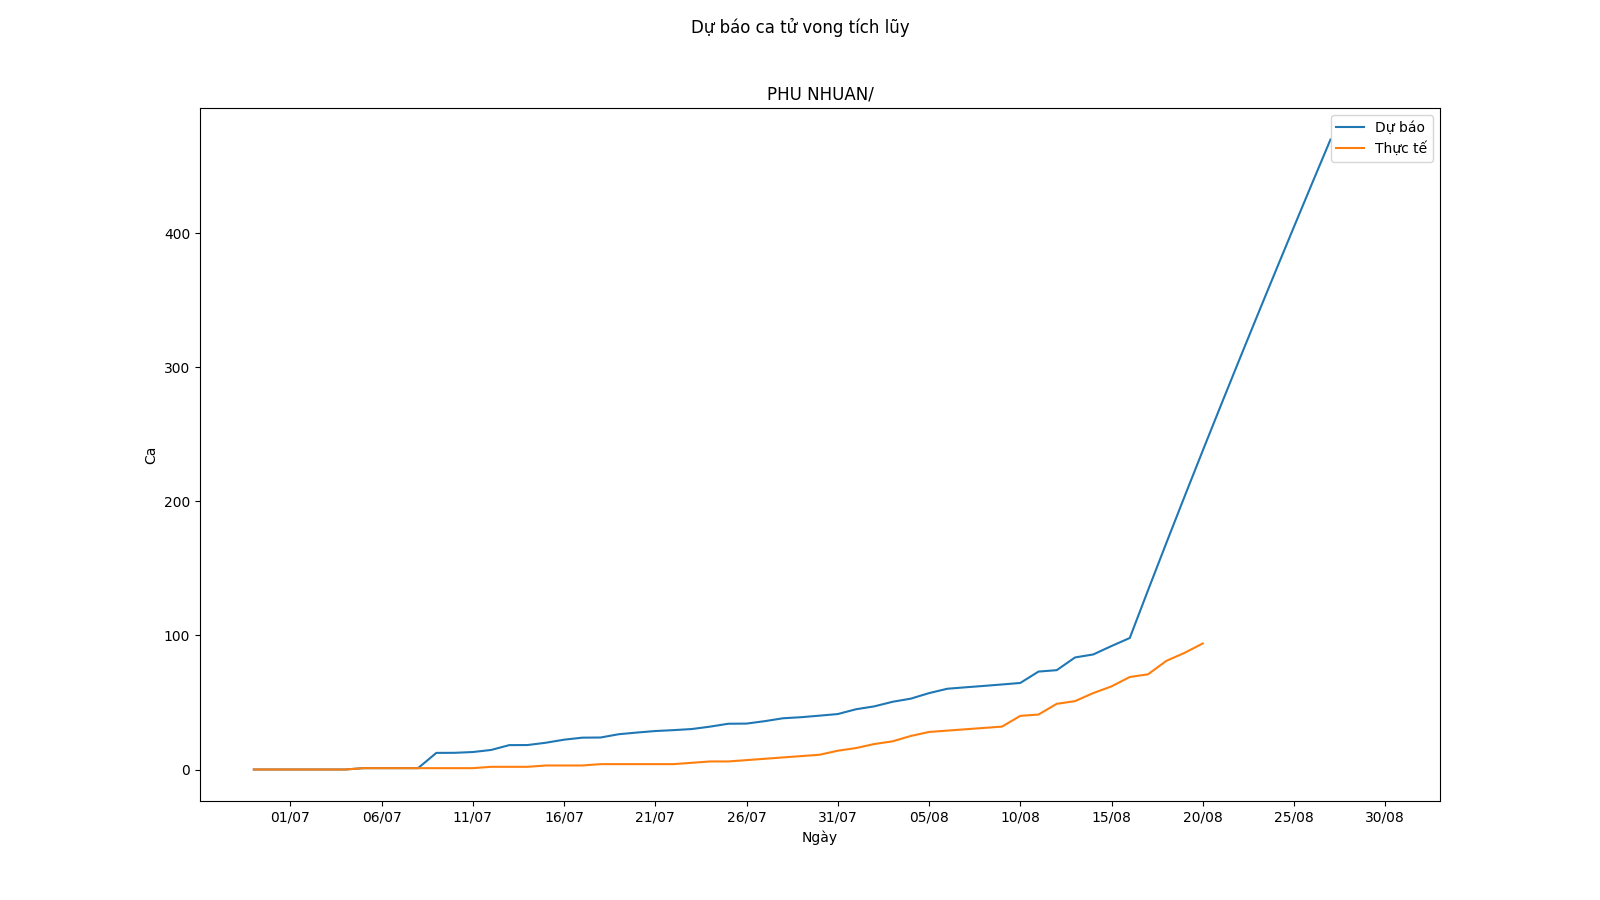 Dự báo ca tử vong tích lũy
PHU NHUAN/
Dự báo
Thực tế
400
300
200
100
0
Ca
01/07 06/07 11/07 16/07 21/07 26/07 31/07 05/08 10/08 15/08 20/08 25/08 30/08
Ngày